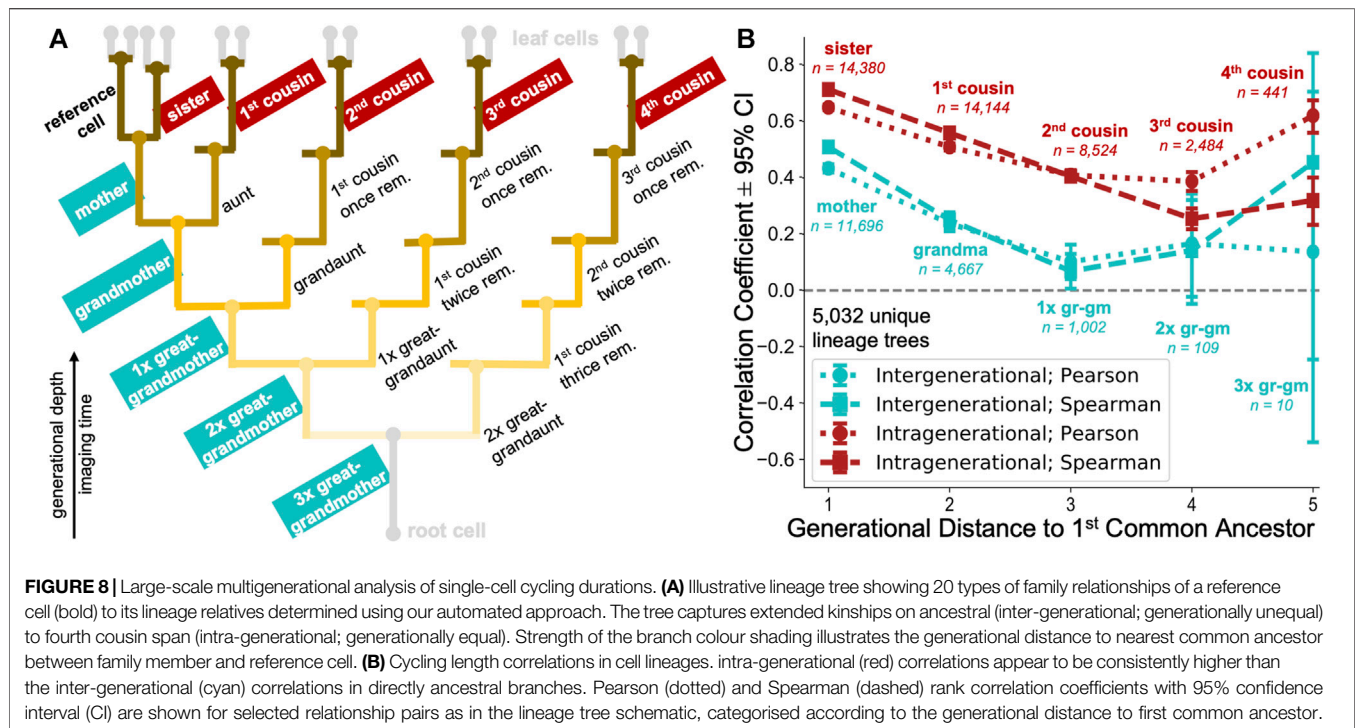 A
leaf cells
reference
cell
sister
1st cousin
2nd cousin
3rd cousin
4th cousin
mother
aunt
1st cousin
once rem.
2nd cousin
once rem.
3rd cousin
once rem.
grandmother
grandaunt
1st cousin
twice rem.
2nd cousin
twice rem.
1x great-
grandmother
1x great-
grandaunt
1st cousin
thrice rem.
2x great-
grandmother
2x great-
grandaunt
3x great-
grandmother
root cell
generational depth
imaging time
B
Correlation Coefficient ± 95% CI
0.8
0.6
0.4
0.2
0.0
−0.2
−0.4
−0.6
sister
n = 14,380
1st cousin
n = 14,144
2nd cousin
n = 8,524
3rd cousin
n = 2,484
4th cousin
n = 441
mother
n = 11,696
grandma
n = 4,667
1x gr-gm
n = 1,002
2x gr-gm
n = 109
3x gr-gm
n = 10
5,032 unique
lineage trees
Intergenerational; Pearson
Intergenerational; Spearman
Intragenerational; Pearson
Intragenerational; Spearman
1 2 3 4 5
Generational Distance to 1st Common Ancestor
FIGURE 8 | Large-scale multigenerational analysis of single-cell cycling durations. (A) Illustrative lineage tree showing 20 types of family relationships of a reference
cell (bold) to its lineage relatives determined using our automated approach. The tree captures extended kinships on ancestral (inter-generational; generationally unequal)
to fourth cousin span (intra-generational; generationally equal). Strength of the branch colour shading illustrates the generational distance to nearest common ancestor
between family member and reference cell. (B) Cycling length correlations in cell lineages. intra-generational (red) correlations appear to be consistently higher than
the inter-generational (cyan) correlations in directly ancestral branches. Pearson (dotted) and Spearman (dashed) rank correlation coefficients with 95% confidence
interval (CI) are shown for selected relationship pairs as in the lineage tree schematic, categorised according to the generational distance to first common ancestor.